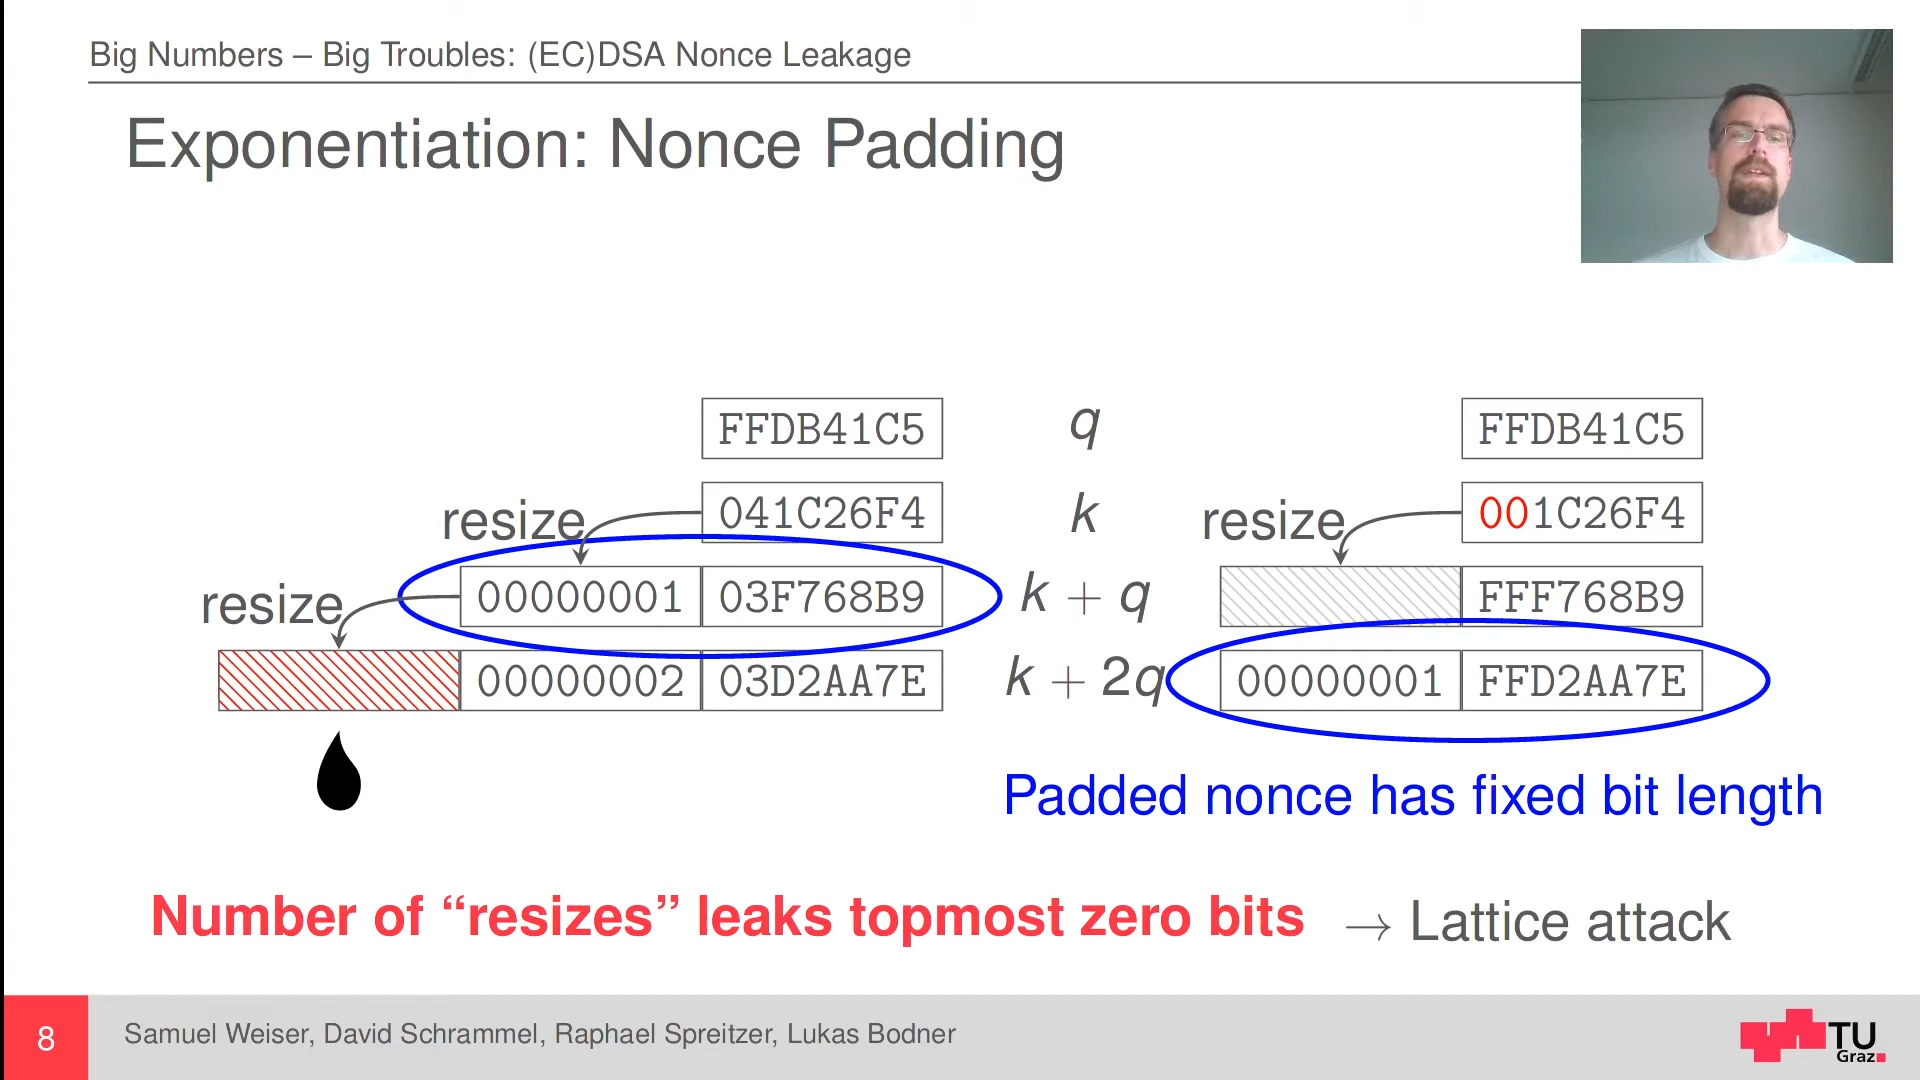 Big Numbers – Big Troubles: (EC)DSA Nonce Leakage
Exponentiation: Nonce Padding
FFDB41C5 q FFDB41C5
resize 041C26F4 k resize 001C26F4
00000001 03F768B9 k + q FFF768B9
resize
00000002 03D2AA7E k + 2q 00000001 FFD2AA7E
Padded nonce has fixed bit length
Number of “resizes” leaks topmost zero bits → Lattice attack
8 Samuel Weiser, David Schrammel, Raphael Spreitzer, Lukas Bodner
TU
Graz